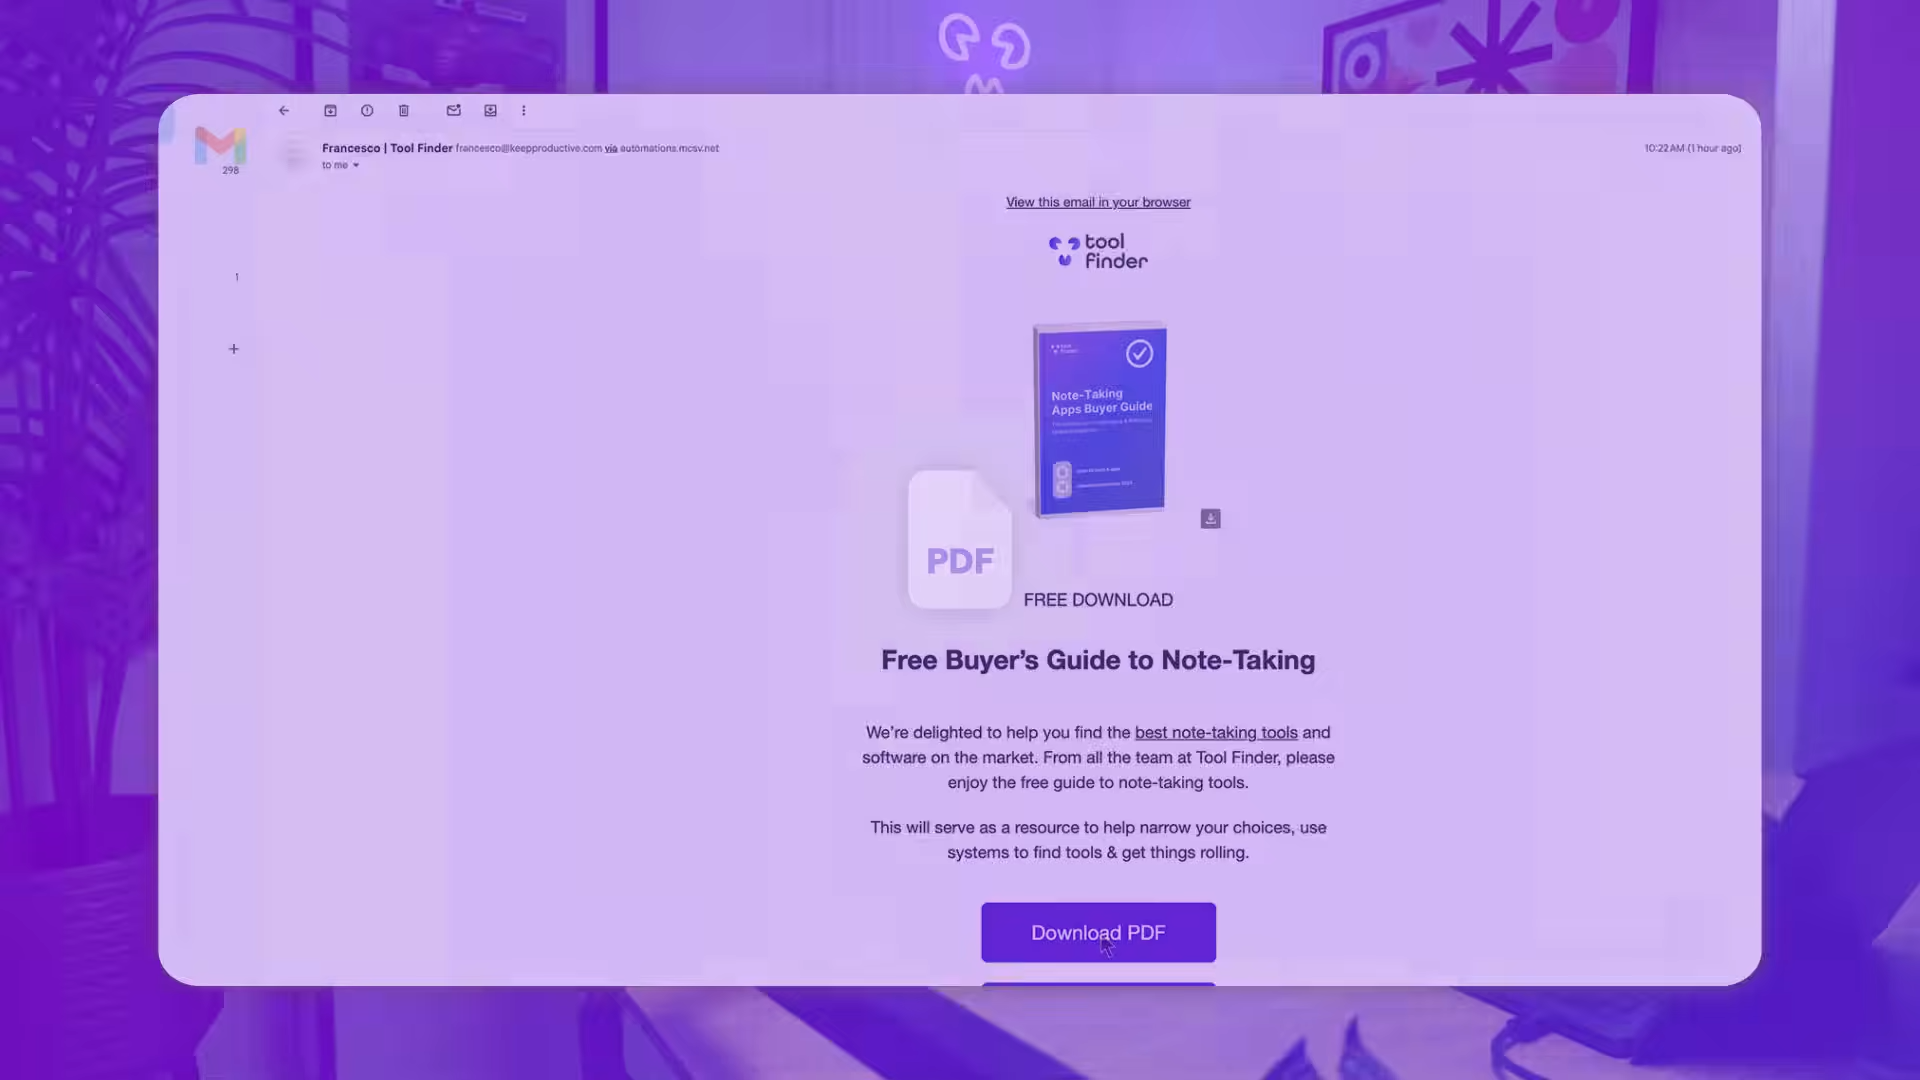 298
Francesco | Tool Finder francesco@keepproductive.com via automations.mcsv.net
10:22 AM (1 hour ago)
to me
1
+
View this email in your browser
tool
finder
Note-Taking
Apps Buyer Guide
PDF
FREE DOWNLOAD
Free Buyer’s Guide to Note-Taking
We’re delighted to help you find the best note-taking tools and
software on the market. From all the team at Tool Finder, please
enjoy the free guide to note-taking tools.
This will serve as a resource to help narrow your choices, use
systems to find tools & get things rolling.
Download PDF